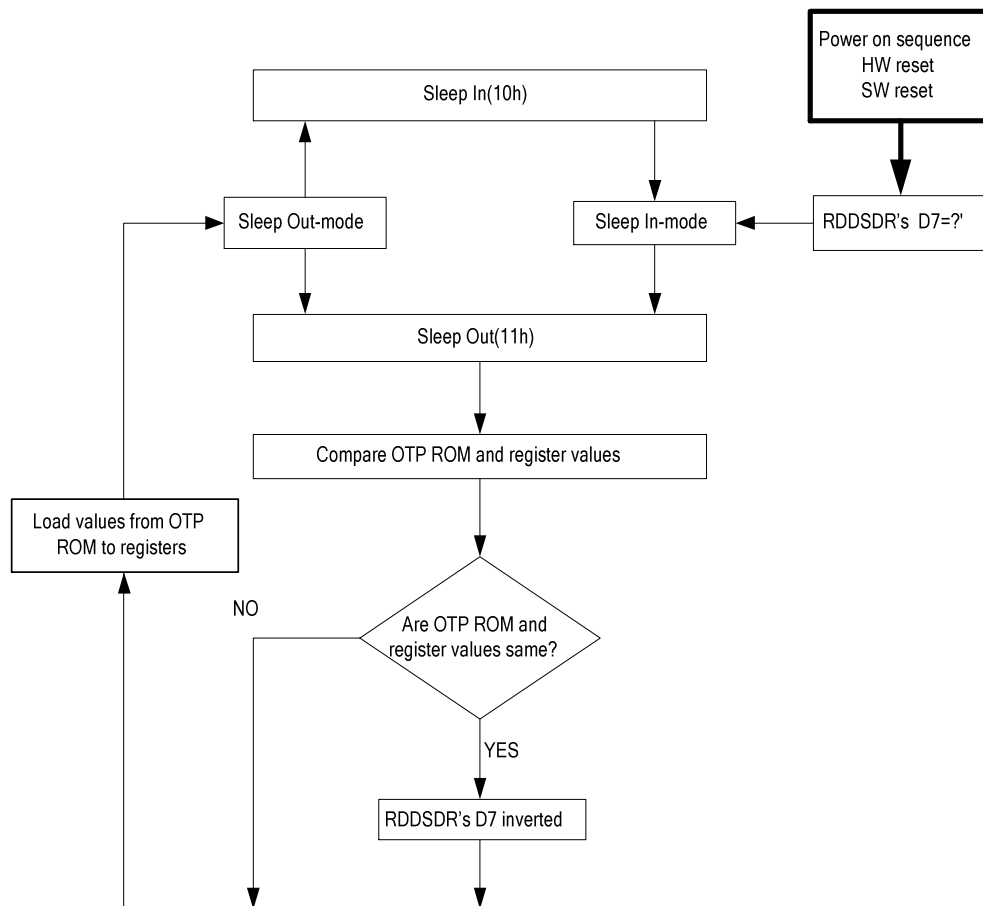 Power on sequence
HW reset
SW reset
Sleep In(10h)
Sleep Out-mode
Sleep In-mode
RDDSDR's D7=?'
Sleep Out(11h)
Compare OTP ROM and register values
Load values from OTP
ROM to registers
NO
Are OTP ROM and
register values same?
YES
RDDSDR's D7 inverted